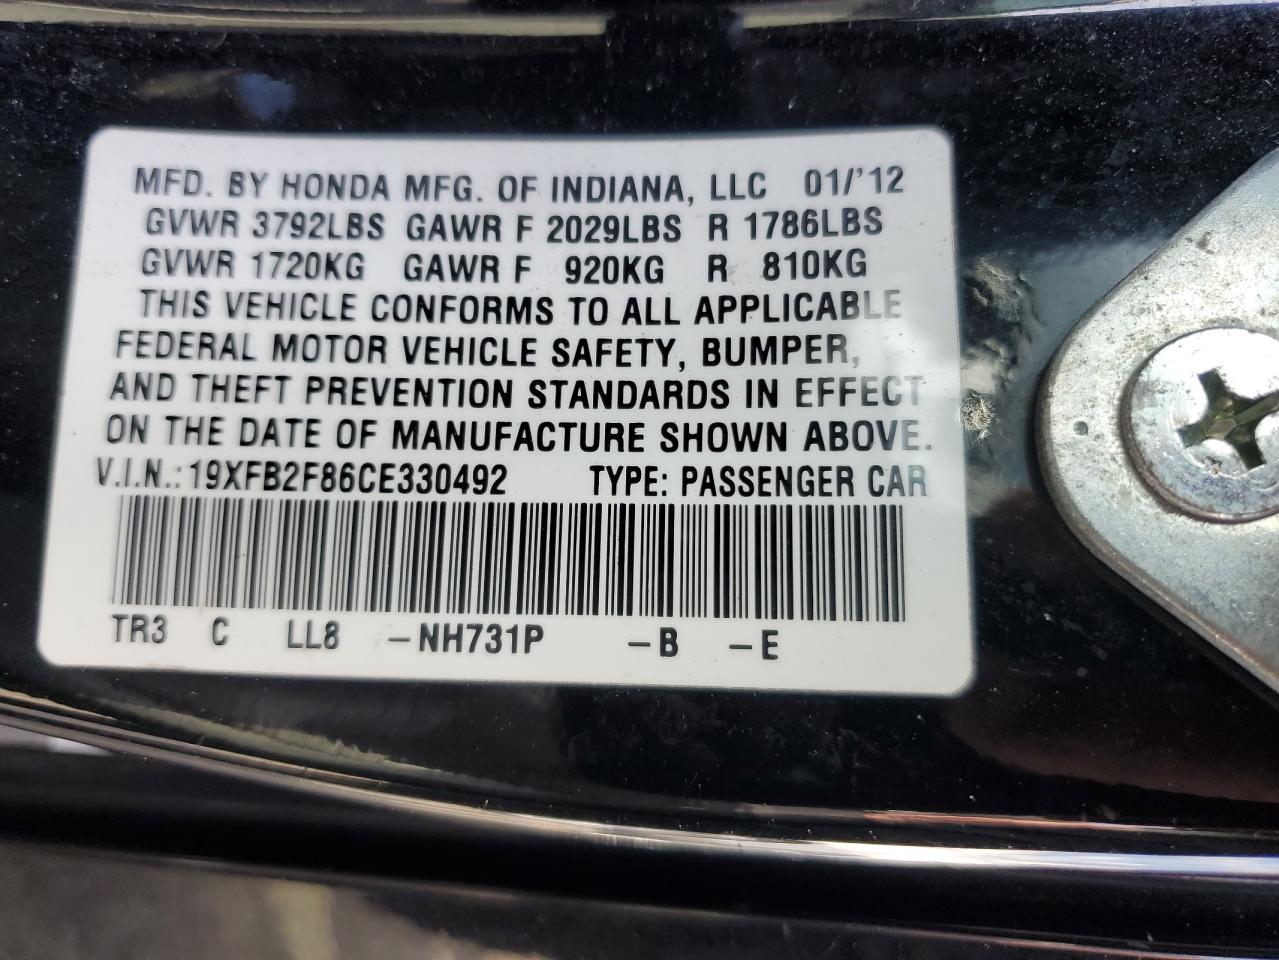 MFD. BY HONDA MFG. OF INDIANA, LLC 01/'12
GVWR 3792LBS GAWR F 2029LBS R 1786LBS
GVWR 1720KG GAWR F 920KG R 810KG
THIS VEHICLE CONFORMS TO ALL APPLICABLE
FEDERAL MOTOR VEHICLE SAFETY, BUMPER,
AND THEFT PREVENTION STANDARDS IN EFFECT
ON THE DATE OF MANUFACTURE SHOWN ABOVE.
V.I.N.: 19XFB2F86CE330492 TYPE: PASSENGER CAR
TR3 C LL8 -NH731P -B -E